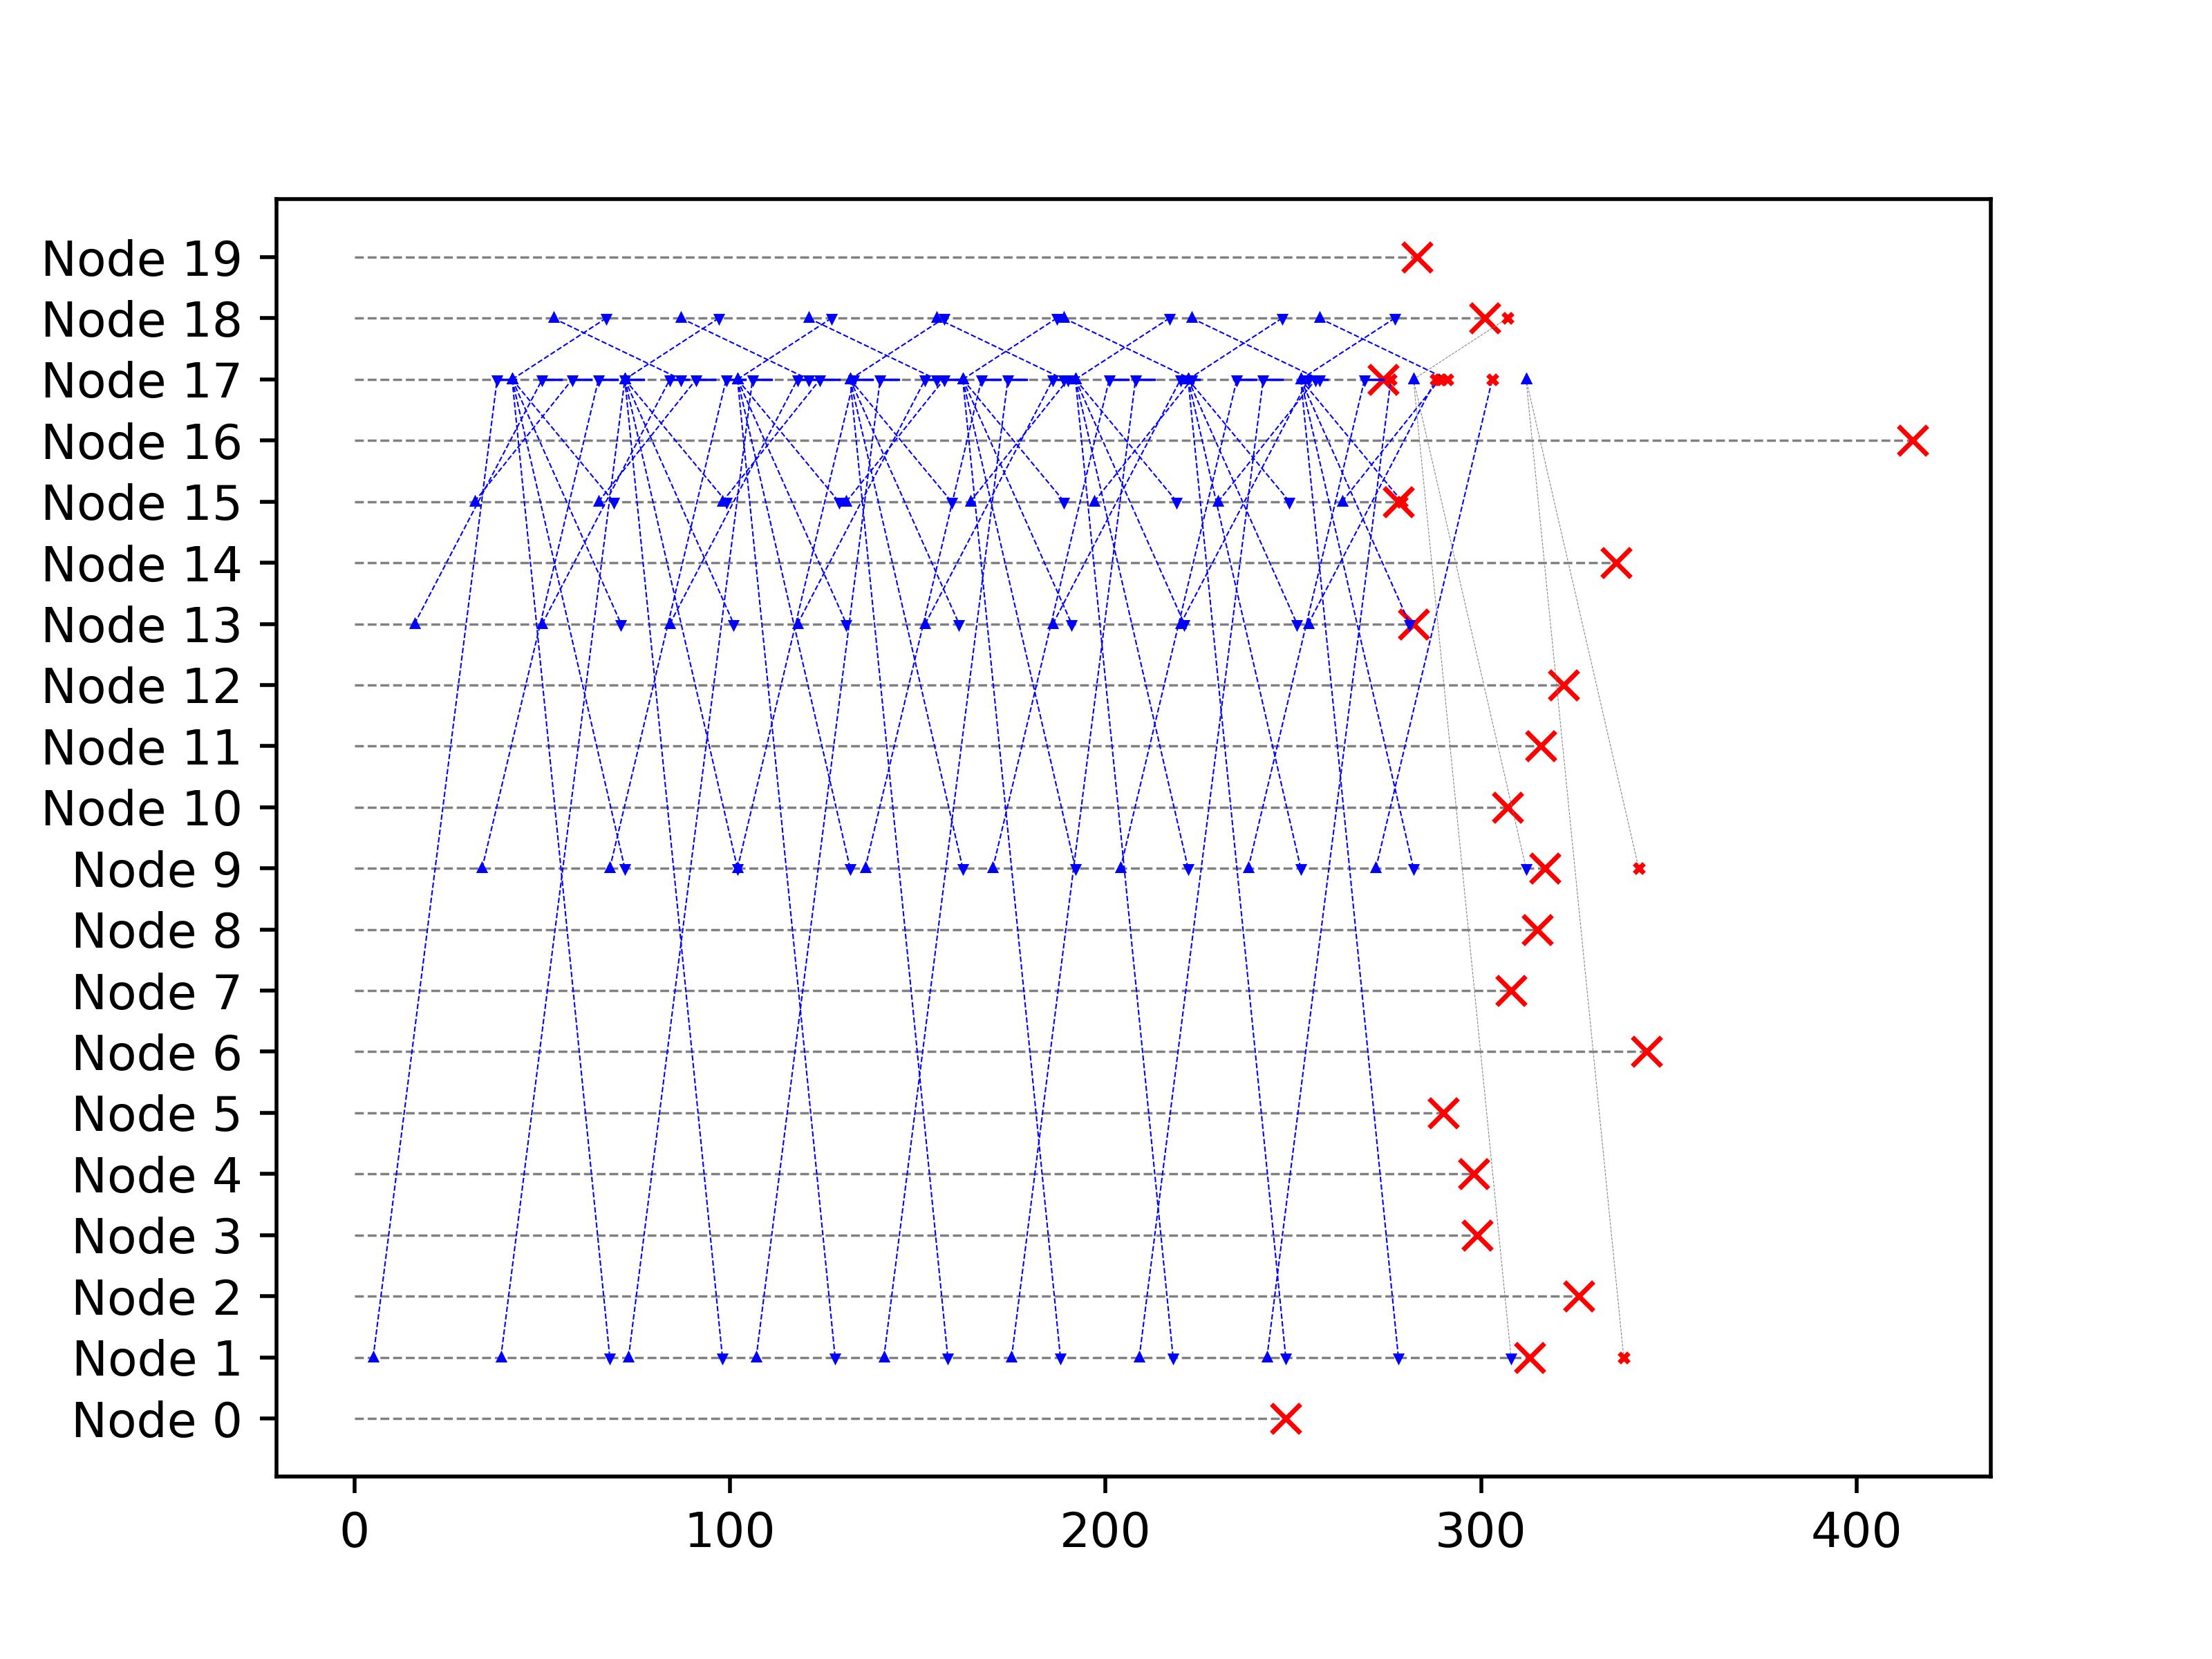 Node 19
Node 18
Node 17
Node 16
Node 15
Node 14
Node 13
Node 12
Node 11
Node 10
Node 9
Node 8
Node 7
Node 6
Node 5
Node 4
Node 3
Node 2
Node 1
Node 0
0 100 200 300 400